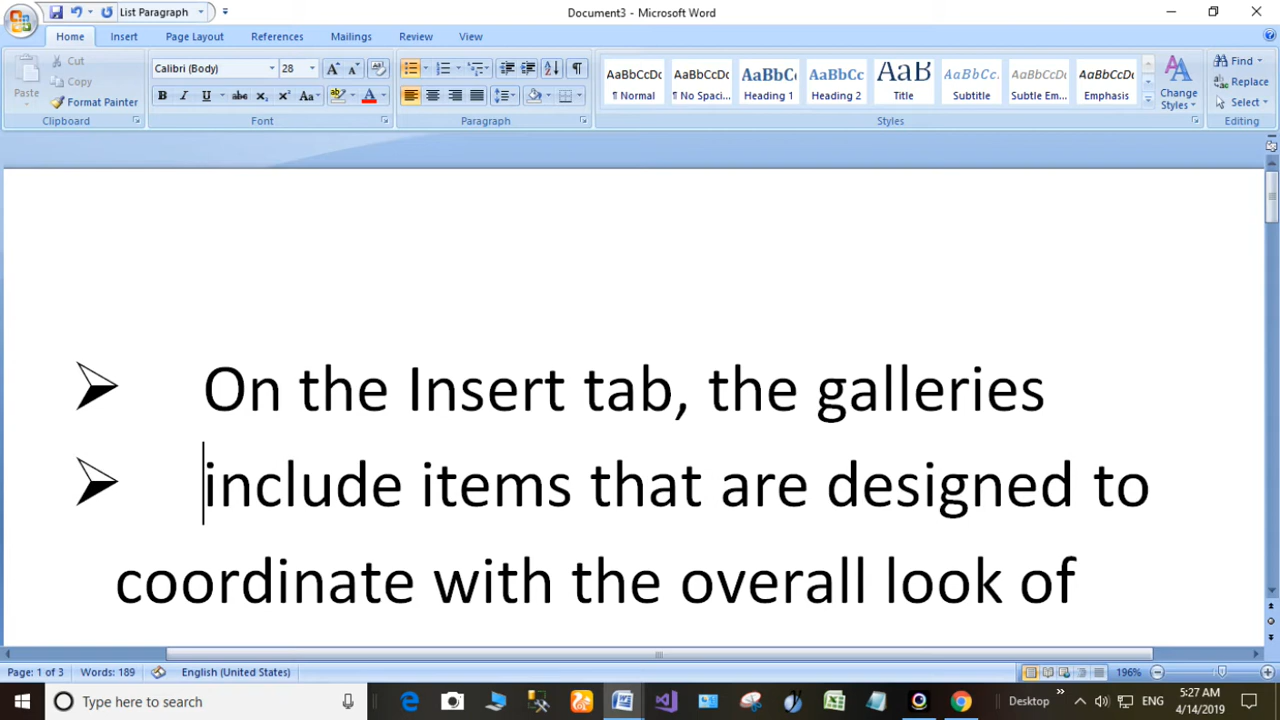 List Paragraph
Document3 - Microsoft Word
Home Insert Page Layout References Mailings Review View
Paste
Cut
Copy
Format Painter
Clipboard
Calibri (Body) 28
Font
Paragraph
AaBbCcDc AaBbCcDc AaBbC AaBbCc AaB AaBbCc. AaBbCcDc AaBbCcDc
¶ Normal ¶ No Spaci... Heading 1 Heading 2 Title Subtitle Subtle Em... Emphasis
Change
Styles
Styles
Find
Replace
Select
Editing
➢ On the Insert tab, the galleries
➢ include items that are designed to
coordinate with the overall look of
Page: 1 of 3 Words: 189 English (United States) 196%
Type here to search
Desktop ENG 5:27 AM
4/14/2019